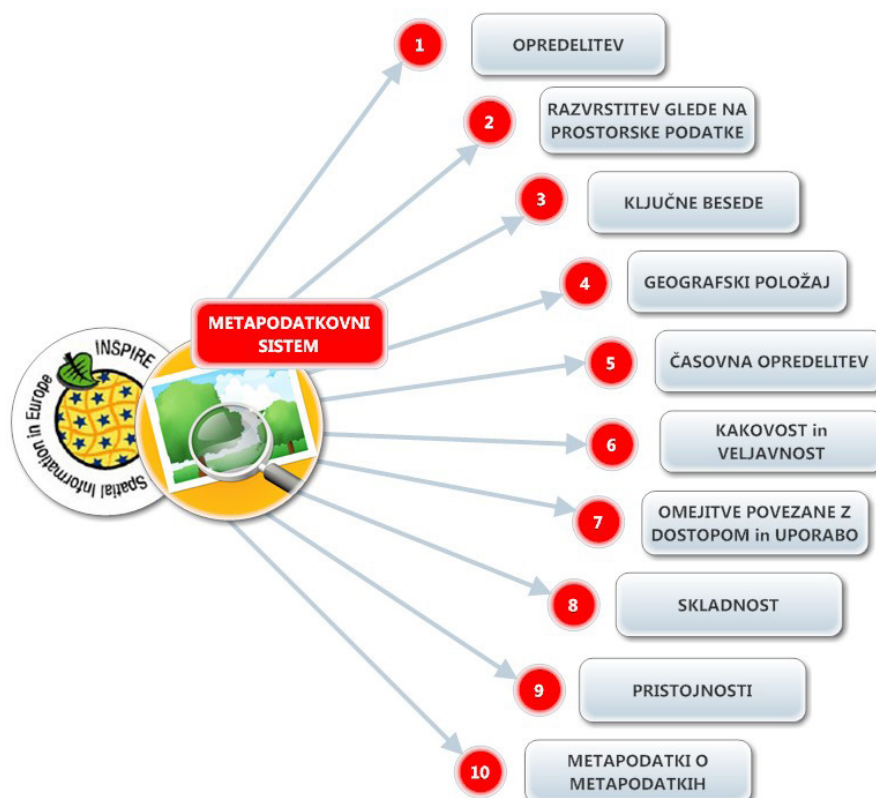 1
OPREDELITEV
2
RAZVRSTITEV GLEDE NA
PROSTORSKE PODATKE
3
KLJUČNE BESEDE
4
GEOGRAFSKI POLOŽAJ
METAPODATKOVNI
SISTEM
INSPIRE
Spatial Information in Europe
5
ČASOVNA OPREDELITEV
6
KAKOVOST in
VELJAVNOST
7
OMEJITVE POVEZANE Z
DOSTOPOM in UPORABO
8
SKLADNOST
9
PRISTOJNOSTI
10
METAPODATKI O
METAPODATKIH